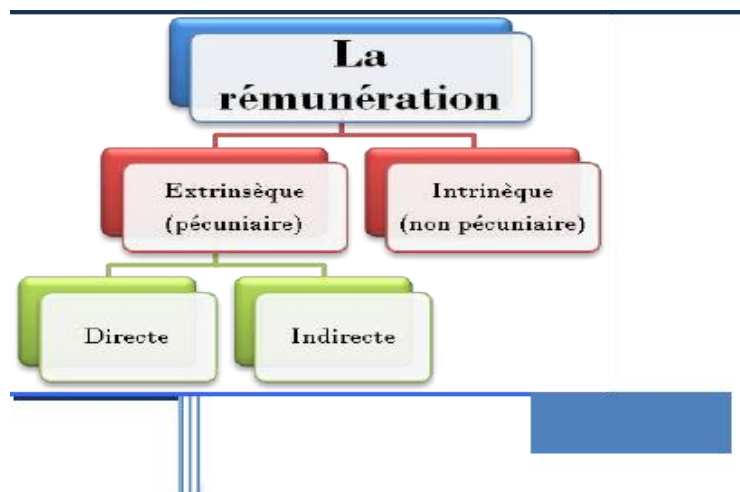 La
rémunération
Extrinsèque
(pécuniaire)
Intrinèque
(non pécuniaire)
Directe
Indirecte